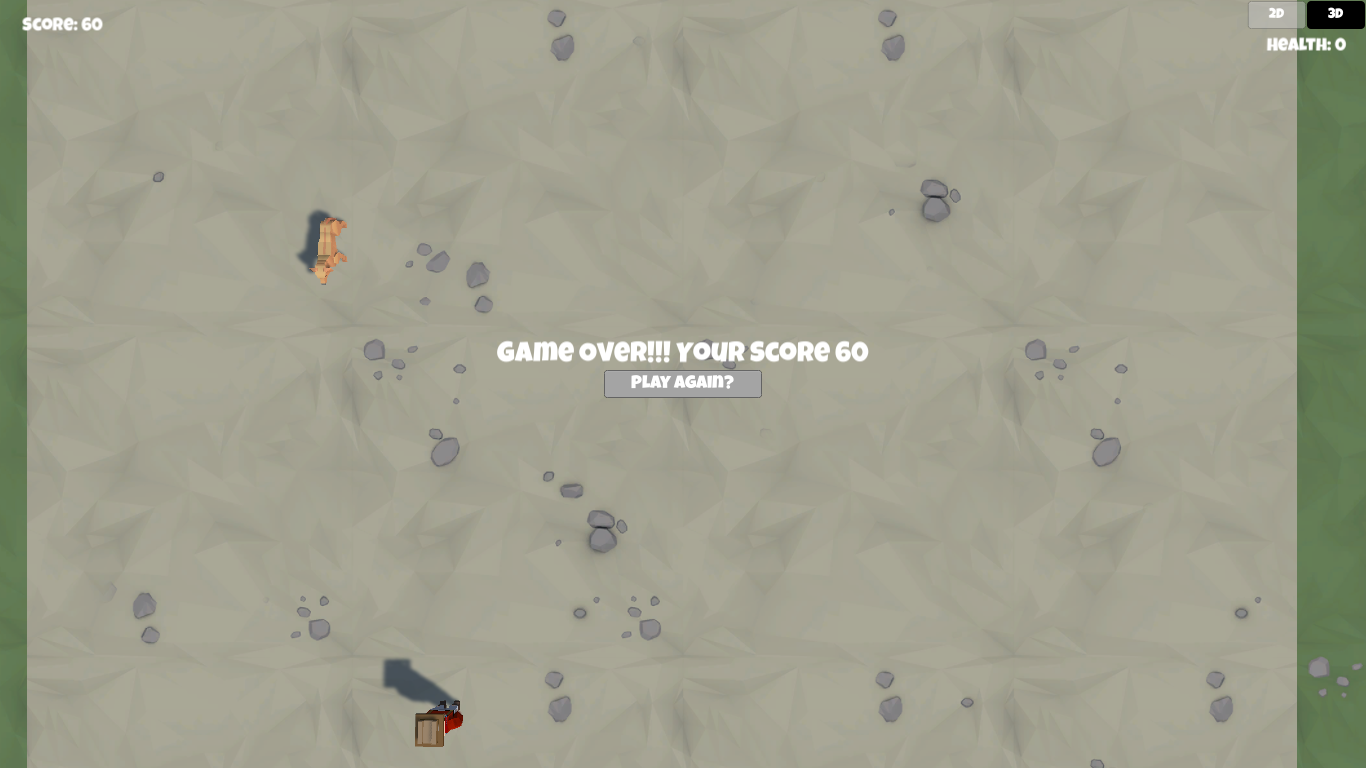 SCORE: 60
2D
3D
HEALTH: 0
GAME OVER!!! YOUR SCORE 60
PLAY AGAIN?